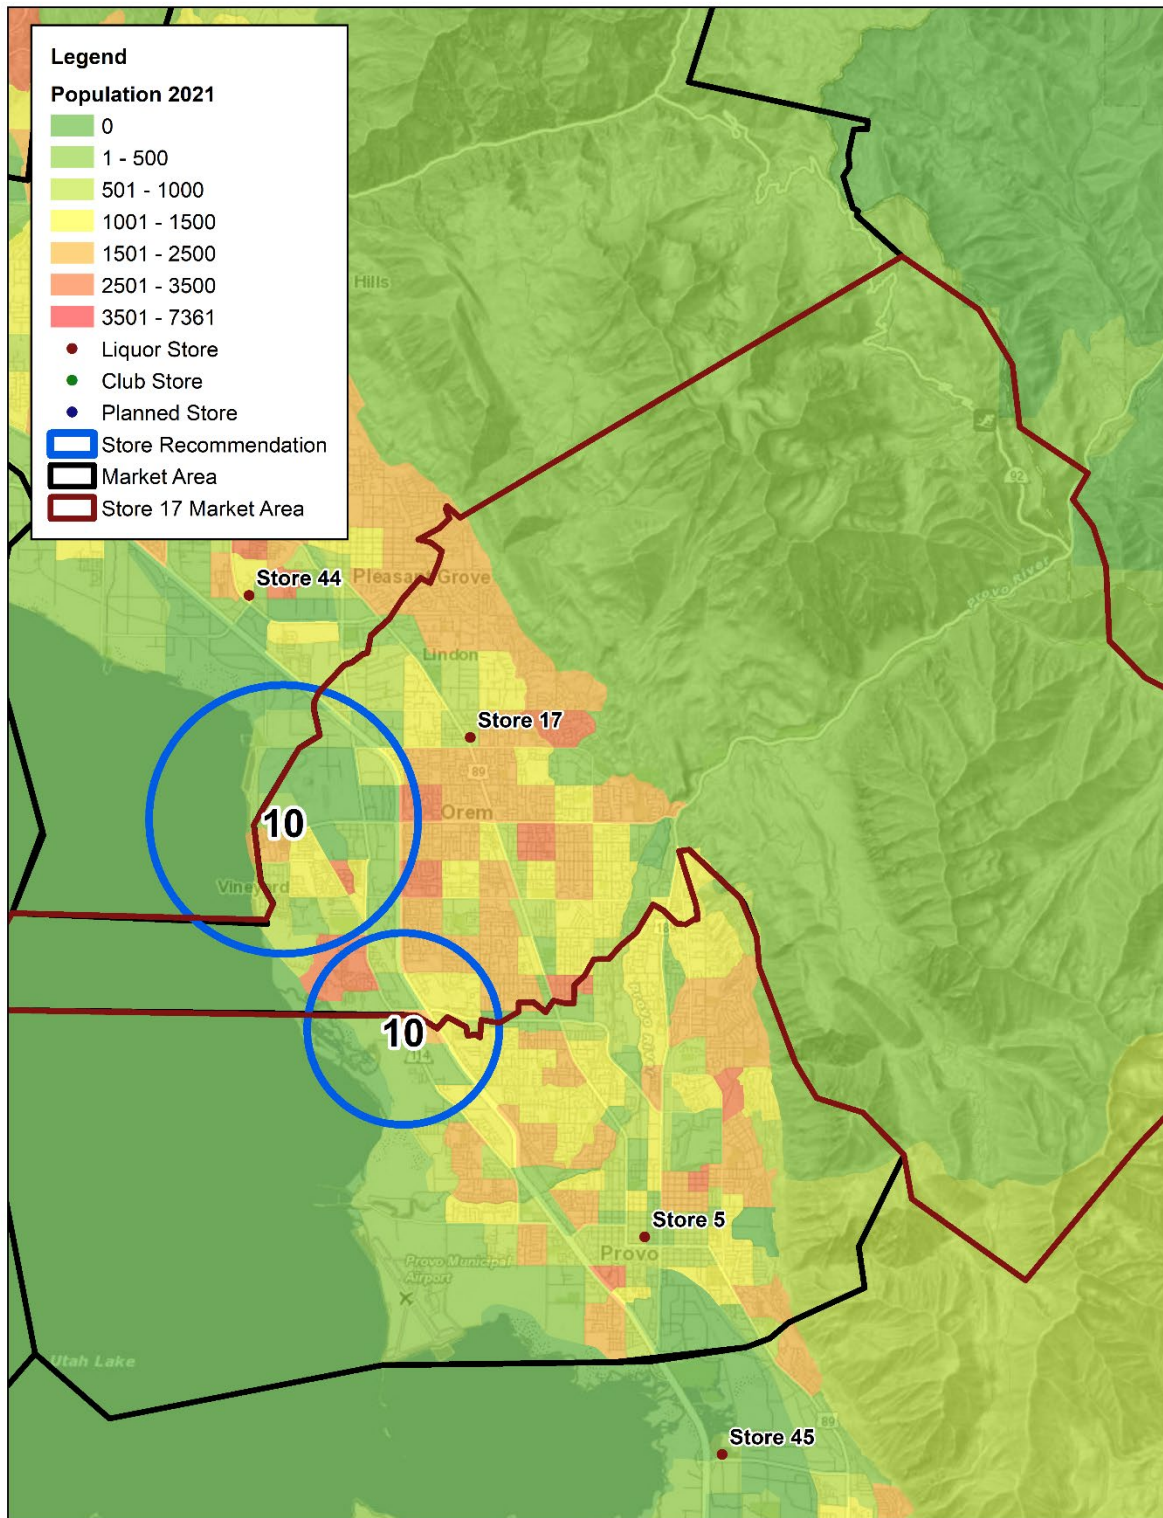 Legend
Population 2021
0
1 - 500
501 - 1000
1001 - 1500
1501 - 2500
2501 - 3500
3501 - 7361
Liquor Store
Club Store
Planned Store
Store Recommendation
Market Area
Store 17 Market Area
Hills
92
Provo River
Store 44
Pleasant Grove
Lindon
Store 17
89
Orem
10
Vineyard
Provo River
10
114
Store 5
Provo
Provo Municipal
Airport
Utah Lake
89
Store 45